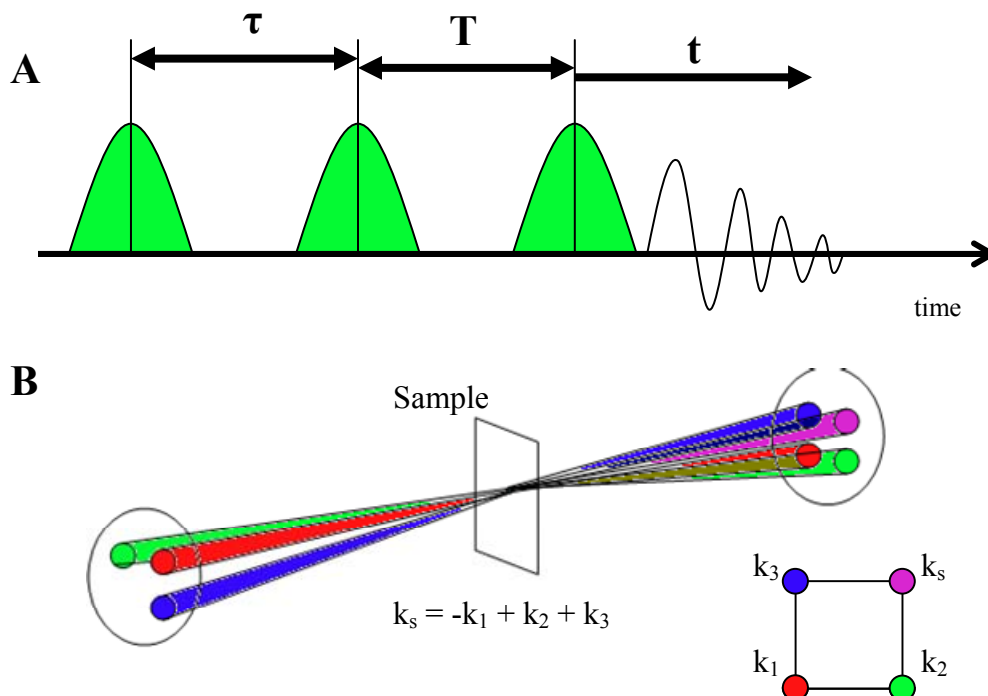 τ
T
A
t
time
B
Sample
k₃ kₛ
kₛ = -k₁ + k₂ + k₃
k₁ k₂